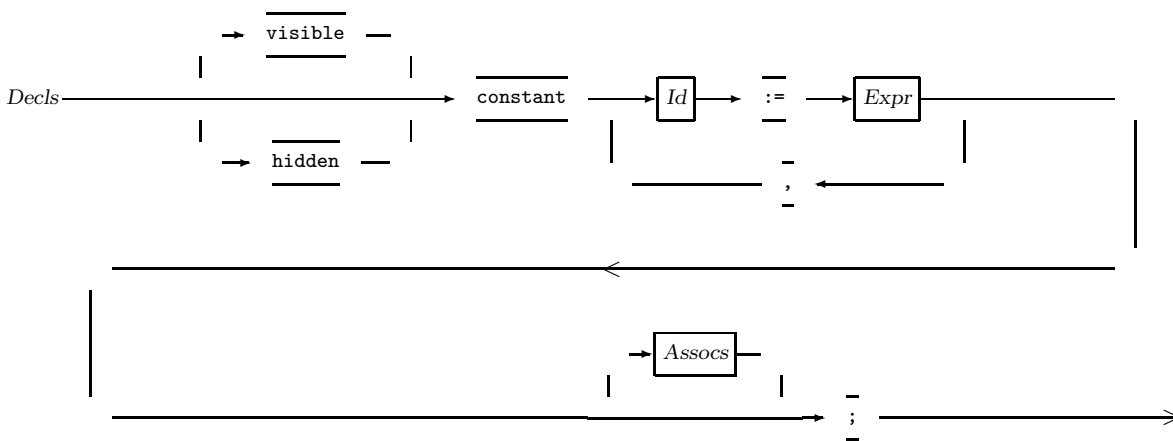 visible
Decls constant Id := Expr
hidden
,
Assocs
;